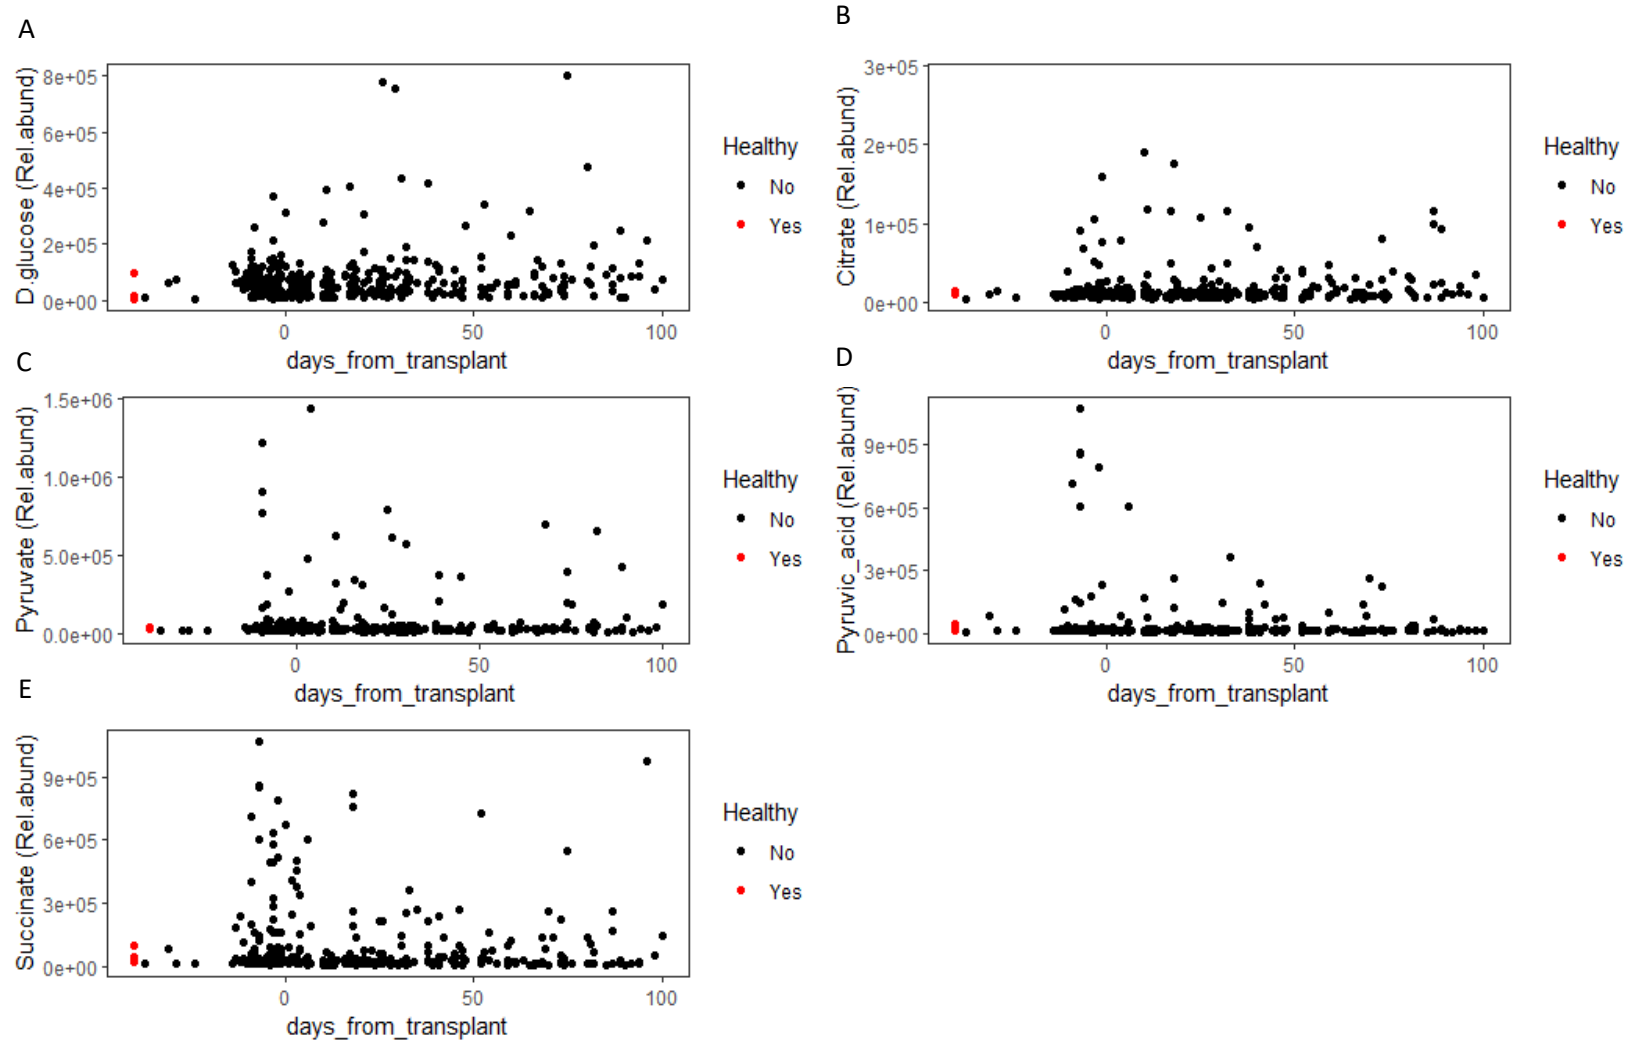 A
D.glucose (Rel.abund)
8e+05
6e+05
4e+05
2e+05
0e+00
0
50
100
days_from_transplant
Healthy
No
Yes
B
Citrate (Rel.abund)
3e+05
2e+05
1e+05
0e+00
0
50
100
days_from_transplant
Healthy
No
Yes
C
Pyruvate (Rel.abund)
1.5e+06
1.0e+06
5.0e+05
0.0e+00
0
50
100
days_from_transplant
Healthy
No
Yes
D
Pyruvic_acid (Rel.abund)
9e+05
6e+05
3e+05
0e+00
0
50
100
days_from_transplant
Healthy
No
Yes
E
Succinate (Rel.abund)
9e+05
6e+05
3e+05
0e+00
0
50
100
days_from_transplant
Healthy
No
Yes